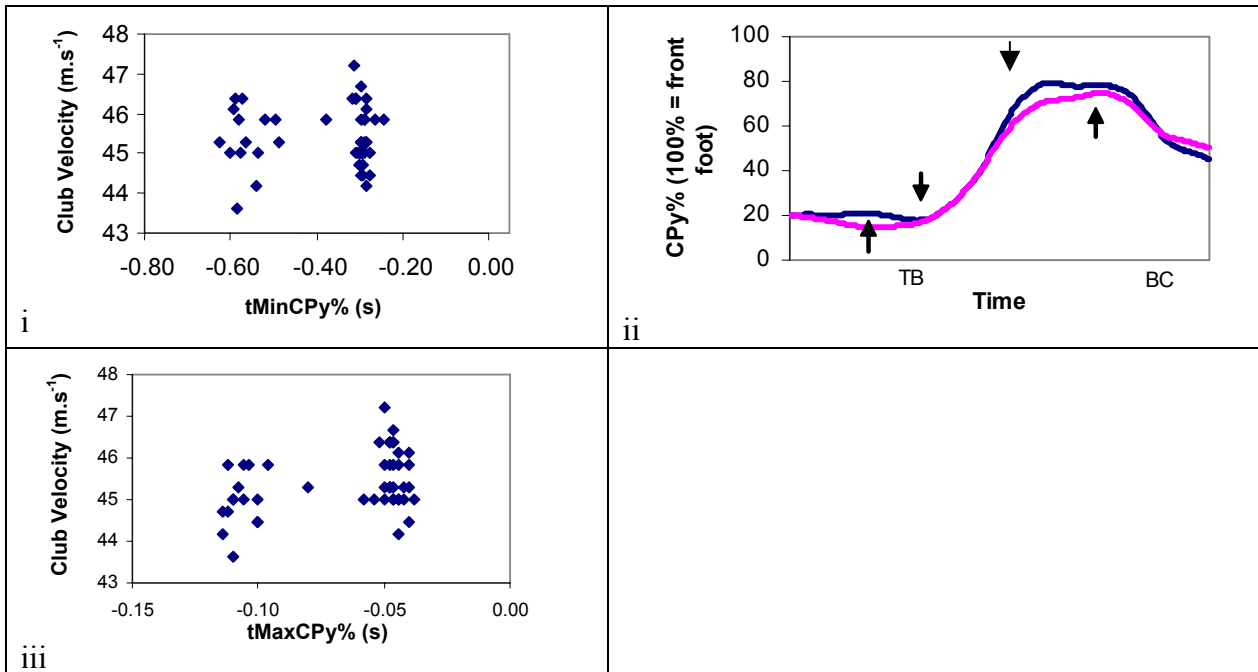 Club Velocity (m.s-1)
48
47
46
45
44
43
-0.80 -0.60 -0.40 -0.20 0.00
tMinCPy% (s)
i
CPy% (100% = front
foot)
100
80
60
40
20
0
TB BC
Time
ii
Club Velocity (m.s-1)
48
47
46
45
44
43
-0.15 -0.10 -0.05 0.00
tMaxCPy% (s)
iii